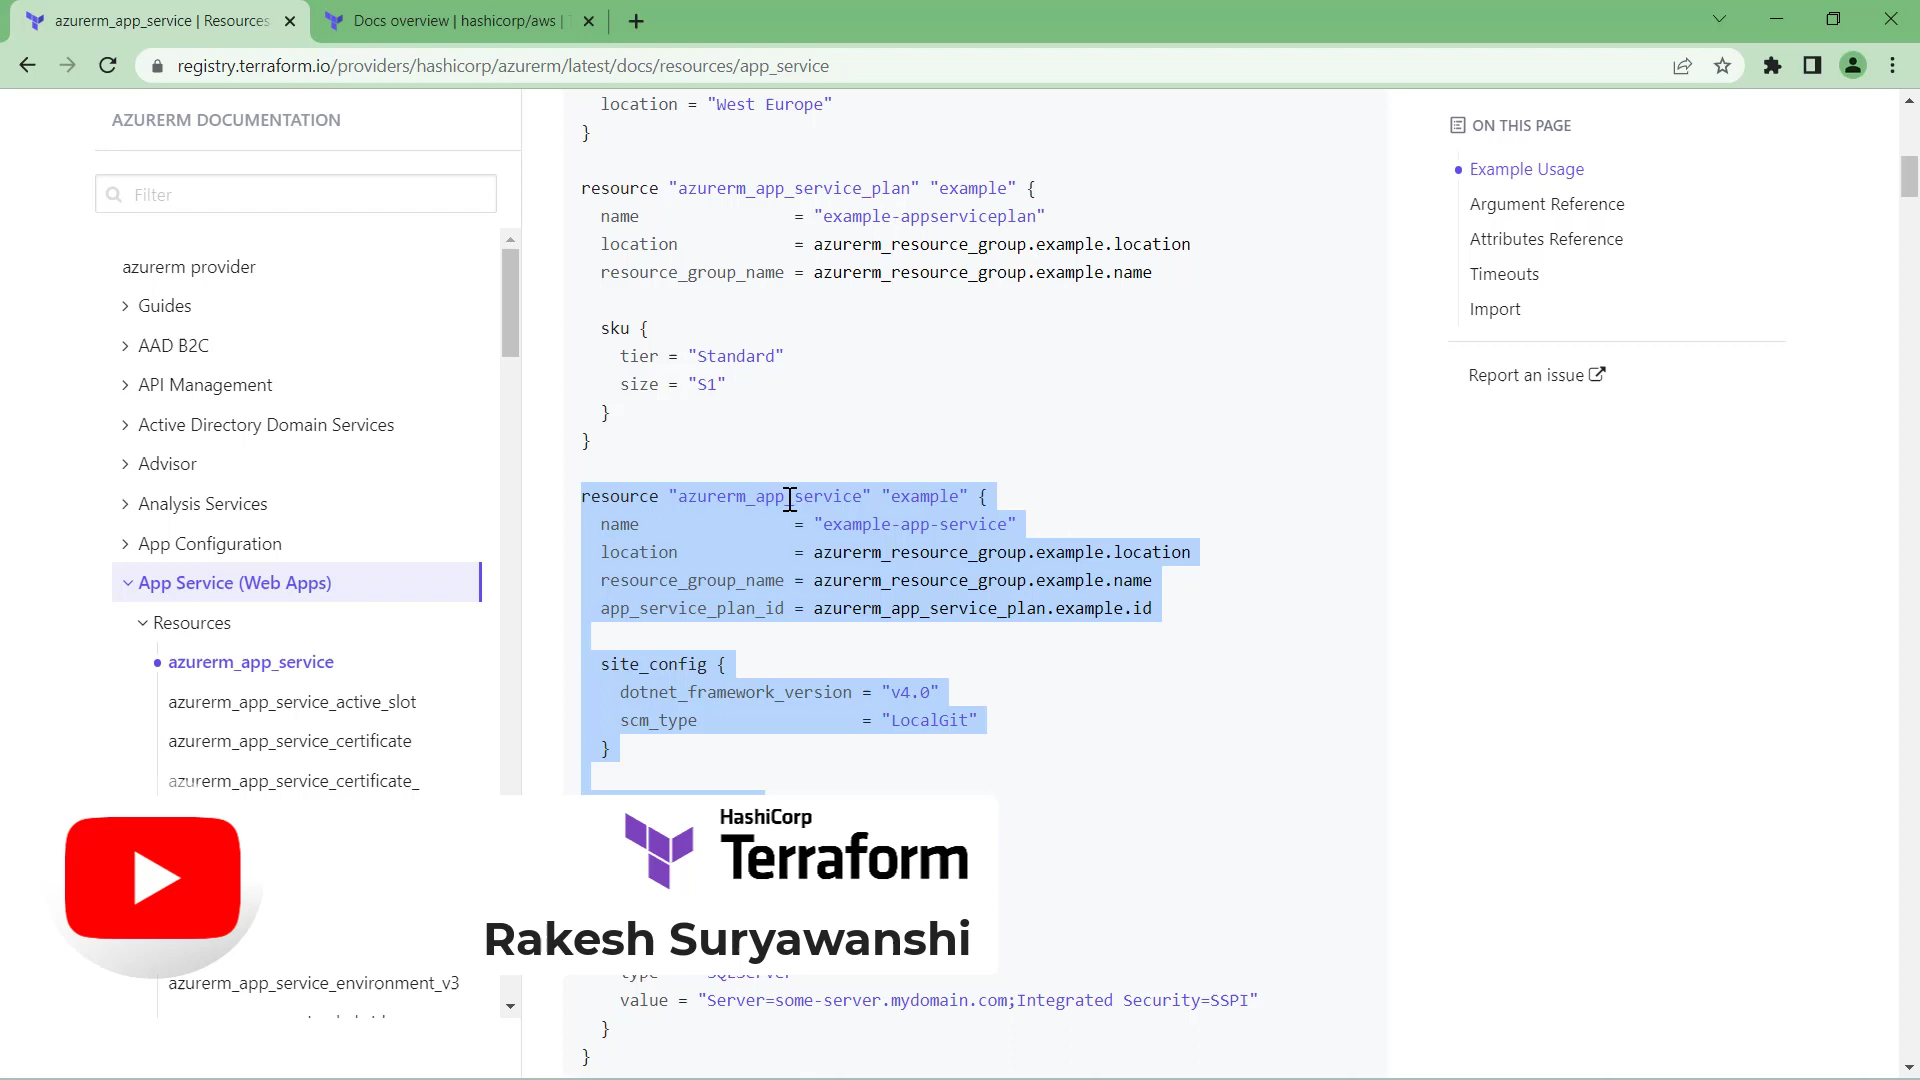 azurerm_app_service | Resources
Docs overview | hashicorp/aws |
registry.terraform.io/providers/hashicorp/azurerm/latest/docs/resources/app_service
AZURERM DOCUMENTATION
Filter
azurerm provider
Guides
AAD B2C
API Management
Active Directory Domain Services
Advisor
Analysis Services
App Configuration
App Service (Web Apps)
Resources
azurerm_app_service
azurerm_app_service_active_slot
azurerm_app_service_certificate
azurerm_app_service_certificate_
azurerm_app_service_environment_v3
location = "West Europe"
}
resource "azurerm_app_service_plan" "example" {
name = "example-appserviceplan"
location = azurerm_resource_group.example.location
resource_group_name = azurerm_resource_group.example.name
sku {
tier = "Standard"
size = "S1"
}
}
resource "azurerm_app_service" "example" {
name = "example-app-service"
location = azurerm_resource_group.example.location
resource_group_name = azurerm_resource_group.example.name
app_service_plan_id = azurerm_app_service_plan.example.id
site_config {
dotnet_framework_version = "v4.0"
scm_type = "LocalGit"
}
HashiCorp
Terraform
Rakesh Suryawanshi
value = "Server=some-server.mydomain.com;Integrated Security=SSPI"
}
}
ON THIS PAGE
Example Usage
Argument Reference
Attributes Reference
Timeouts
Import
Report an issue